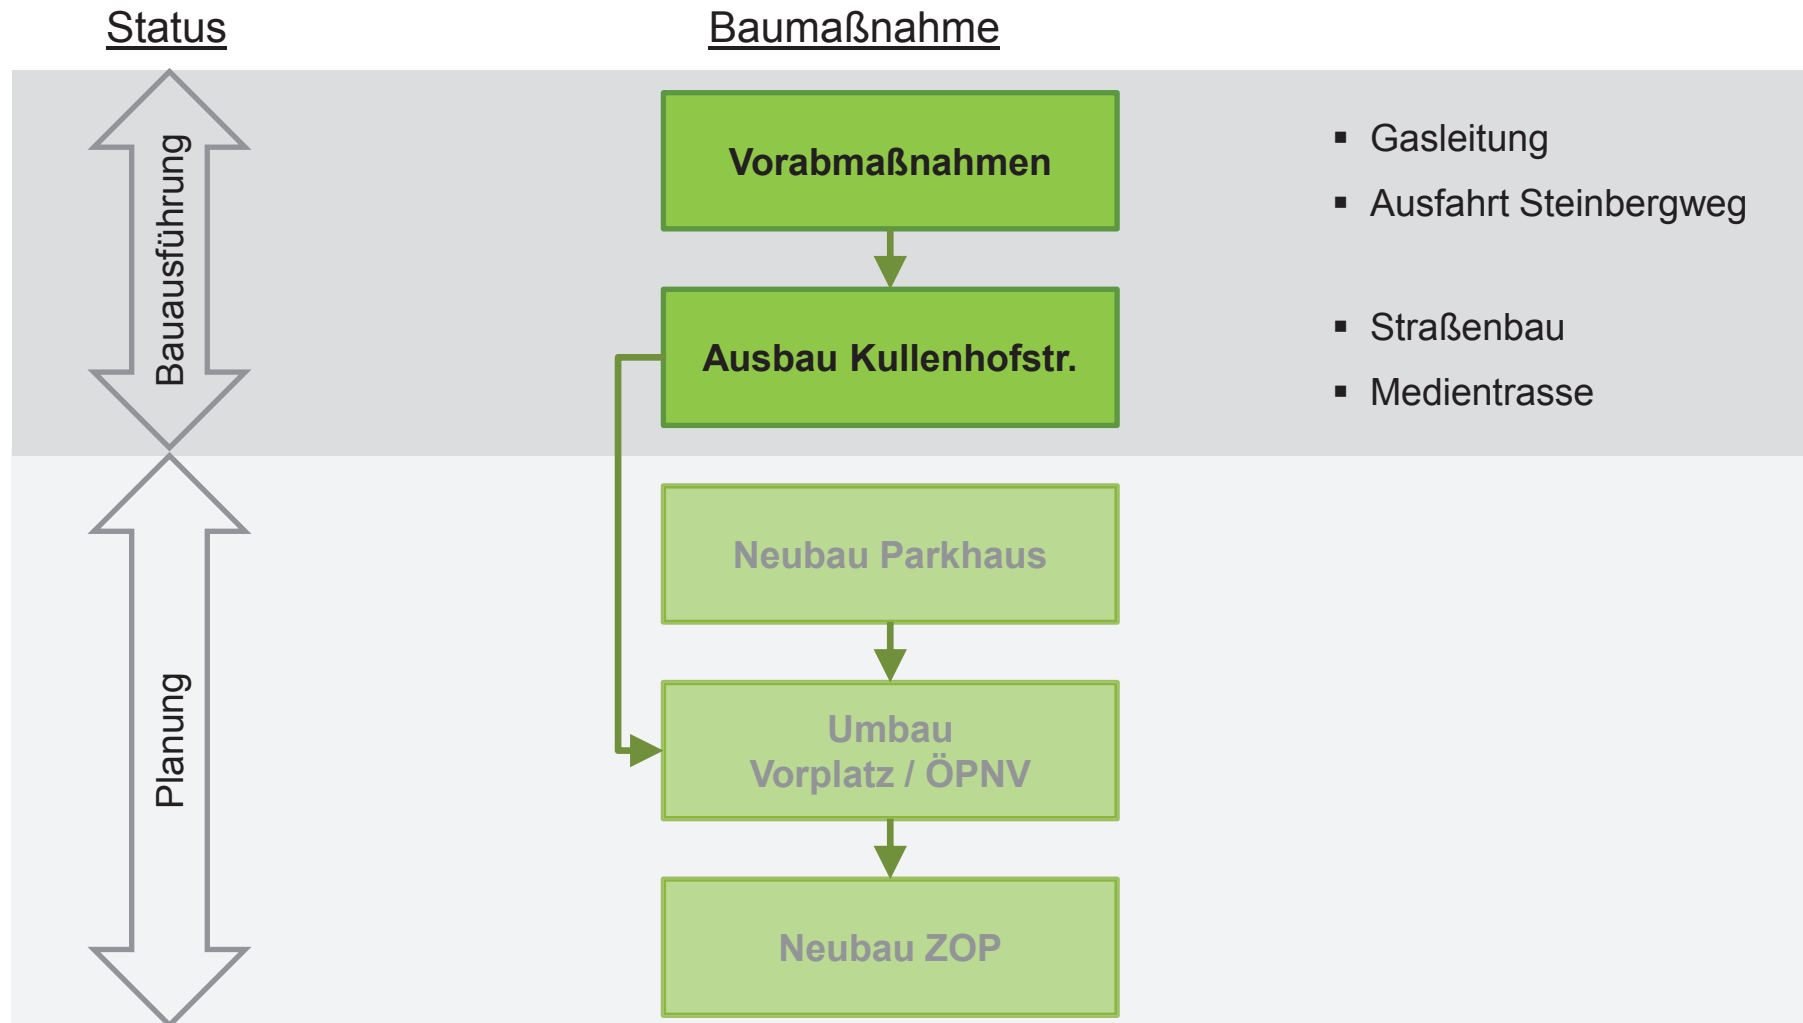 Status
Baumaßnahme
Bauausführung
Vorabmaßnahmen
▪ Gasleitung
▪ Ausfahrt Steinbergweg
Ausbau Kullenhofstr.
▪ Straßenbau
▪ Medientrasse
Planung
Neubau Parkhaus
Umbau
Vorplatz / ÖPNV
Neubau ZOP